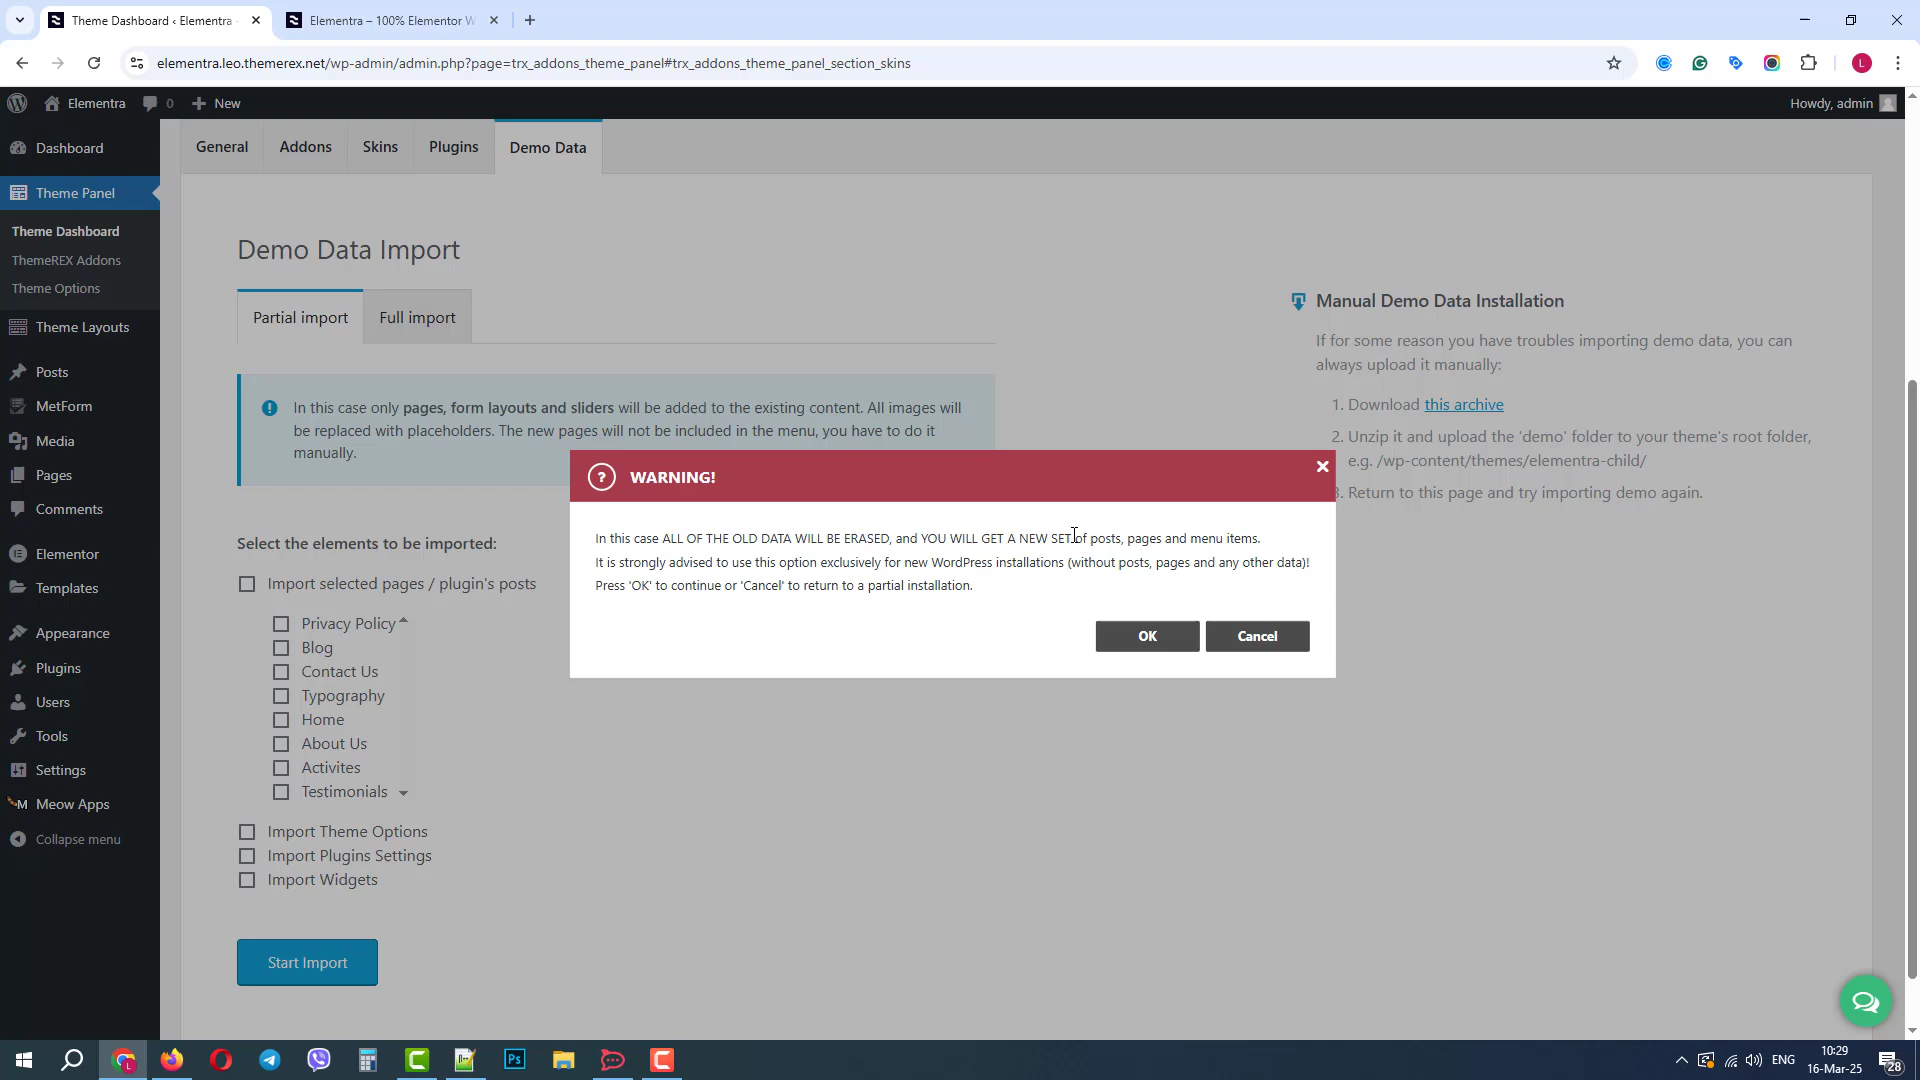 Theme Dashboard ‹ Elementra
Elementra – 100% Elementor W
elementra.leo.themerex.net/wp-admin/admin.php?page=trx_addons_theme_panel#trx_addons_theme_panel_section_skins
L
Elementra
0
New
Howdy, admin
Dashboard
Theme Panel
Theme Dashboard
ThemeREX Addons
Theme Options
Theme Layouts
Posts
MetForm
Media
Pages
Comments
Elementor
Templates
Appearance
Plugins
Users
Tools
Settings
Meow Apps
Collapse menu
General
Addons
Skins
Plugins
Demo Data
Demo Data Import
Partial import
Full import
In this case only pages, form layouts and sliders will be added to the existing content. All images will
be replaced with placeholders. The new pages will not be included in the menu, you have to do it
manually.
Select the elements to be imported:
Import selected pages / plugin's posts
Privacy Policy
Blog
Contact Us
Typography
Home
About Us
Activites
Testimonials
Import Theme Options
Import Plugins Settings
Import Widgets
Start Import
Manual Demo Data Installation
If for some reason you have troubles importing demo data, you can
always upload it manually:
1. Download this archive
Unzip it and upload the 'demo' folder to your theme's root folder,
e.g. /wp-content/themes/elementra-child/
3. Return to this page and try importing demo again.
WARNING!
In this case ALL OF THE OLD DATA WILL BE ERASED, and YOU WILL GET A NEW SET of posts, pages and menu items.
It is strongly advised to use this option exclusively for new WordPress installations (without posts, pages and any other data)!
Press 'OK' to continue or 'Cancel' to return to a partial installation.
OK
Cancel
Ps
ENG
10:29
16-Mar-25
28